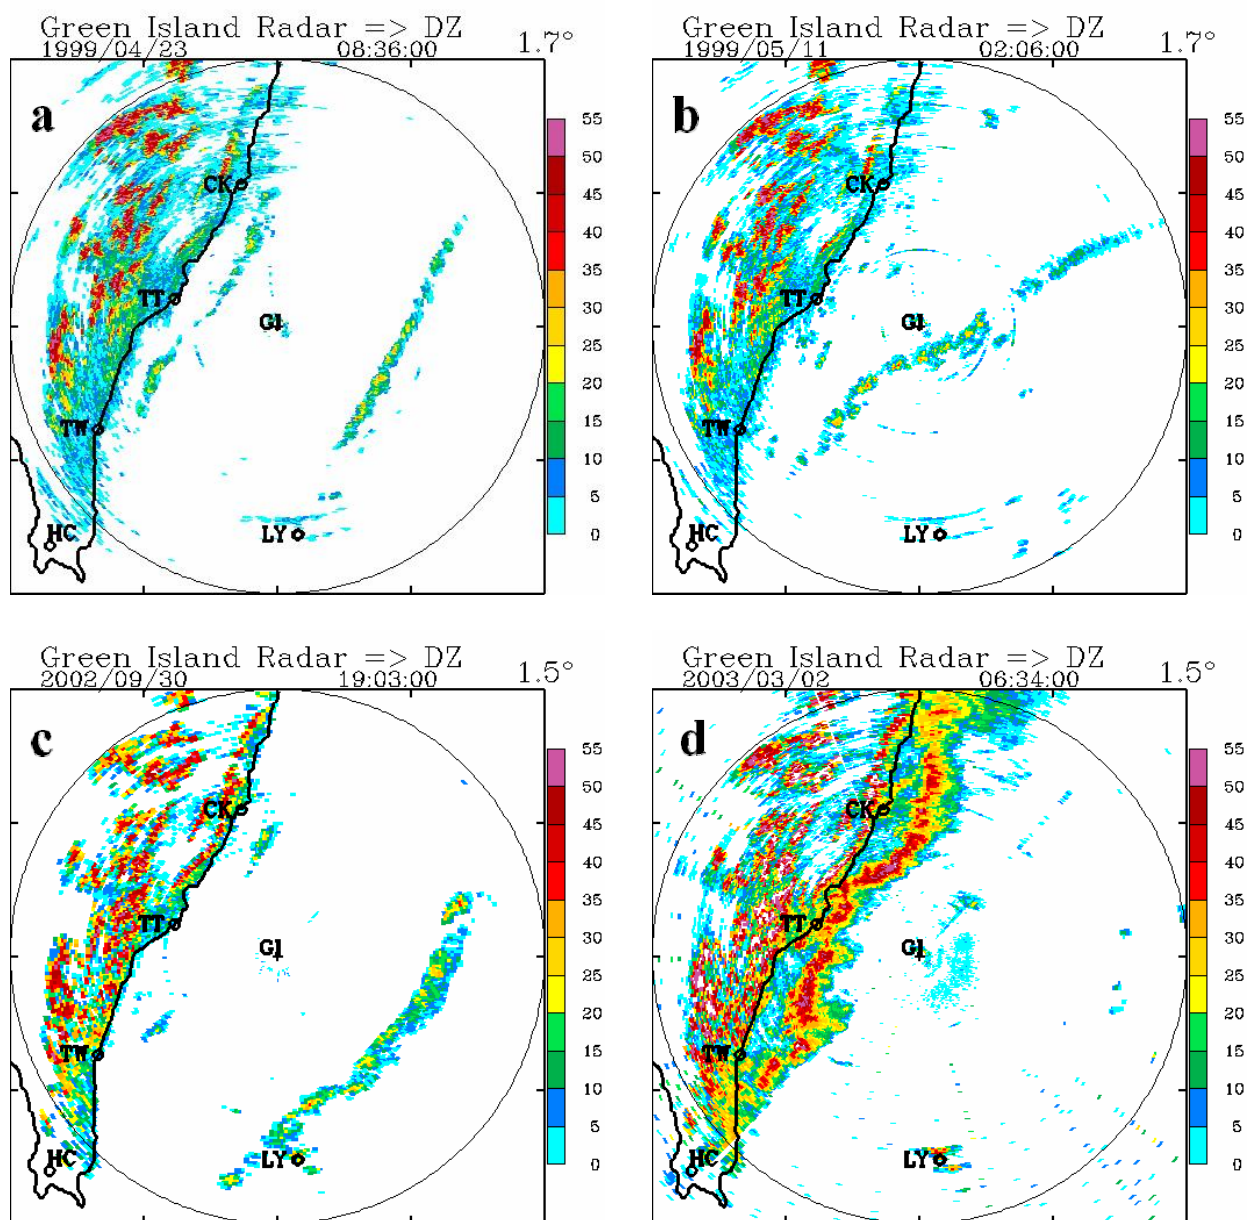 Green Island Radar => DZ
1999/04/23 08:36:00 1.7°
a
CK
TT
GI
TW
HC
LY
55
50
45
40
35
30
25
20
15
10
5
0
Green Island Radar => DZ
1999/05/11 02:06:00 1.7°
b
CK
TT
GI
TW
HC
LY
55
50
45
40
35
30
25
20
15
10
5
0
Green Island Radar => DZ
2002/09/30 19:03:00 1.5°
c
CK
TT
GI
TW
HC
LY
55
50
45
40
35
30
25
20
15
10
5
0
Green Island Radar => DZ
2003/03/02 06:34:00 1.5°
d
CK
TT
GI
TW
HC
LY
55
50
45
40
35
30
25
20
15
10
5
0